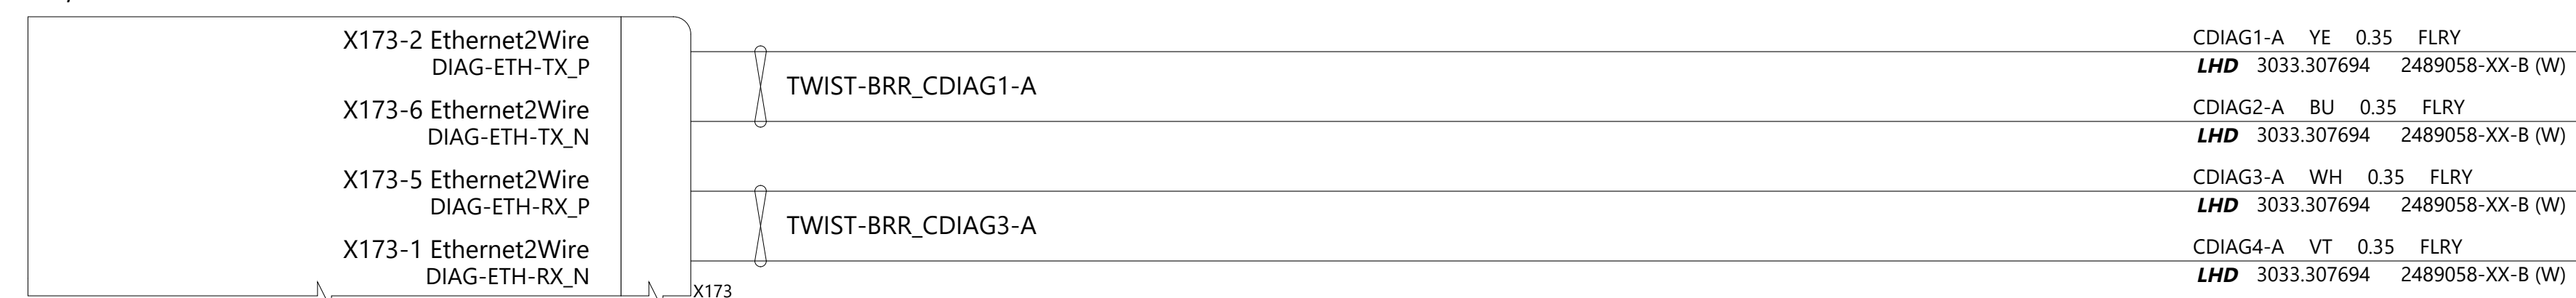 X173-2 Ethernet2Wire
DIAG-ETH-TX_P
X173-6 Ethernet2Wire
DIAG-ETH-TX_N
X173-5 Ethernet2Wire
DIAG-ETH-RX_P
X173-1 Ethernet2Wire
DIAG-ETH-RX_N
X173
TWIST-BRR_CDIAG1-A
TWIST-BRR_CDIAG3-A
CDIAG1-A YE 0.35 FLRY
LHD 3033.307694 2489058-XX-B (W)
CDIAG2-A BU 0.35 FLRY
LHD 3033.307694 2489058-XX-B (W)
CDIAG3-A WH 0.35 FLRY
LHD 3033.307694 2489058-XX-B (W)
CDIAG4-A VT 0.35 FLRY
LHD 3033.307694 2489058-XX-B (W)